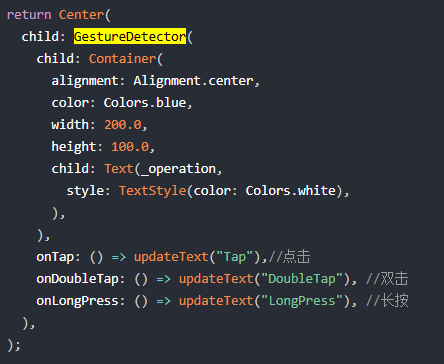 return Center(
  child: GestureDetector(
    child: Container(
      alignment: Alignment.center,
      color: Colors.blue,
      width: 200.0,
      height: 100.0,
      child: Text(_operation,
        style: TextStyle(color: Colors.white),
      ),
    ),
    onTap: () => updateText("Tap"),//点击
    onDoubleTap: () => updateText("DoubleTap"), //双击
    onLongPress: () => updateText("LongPress"), //长按
  ),
);